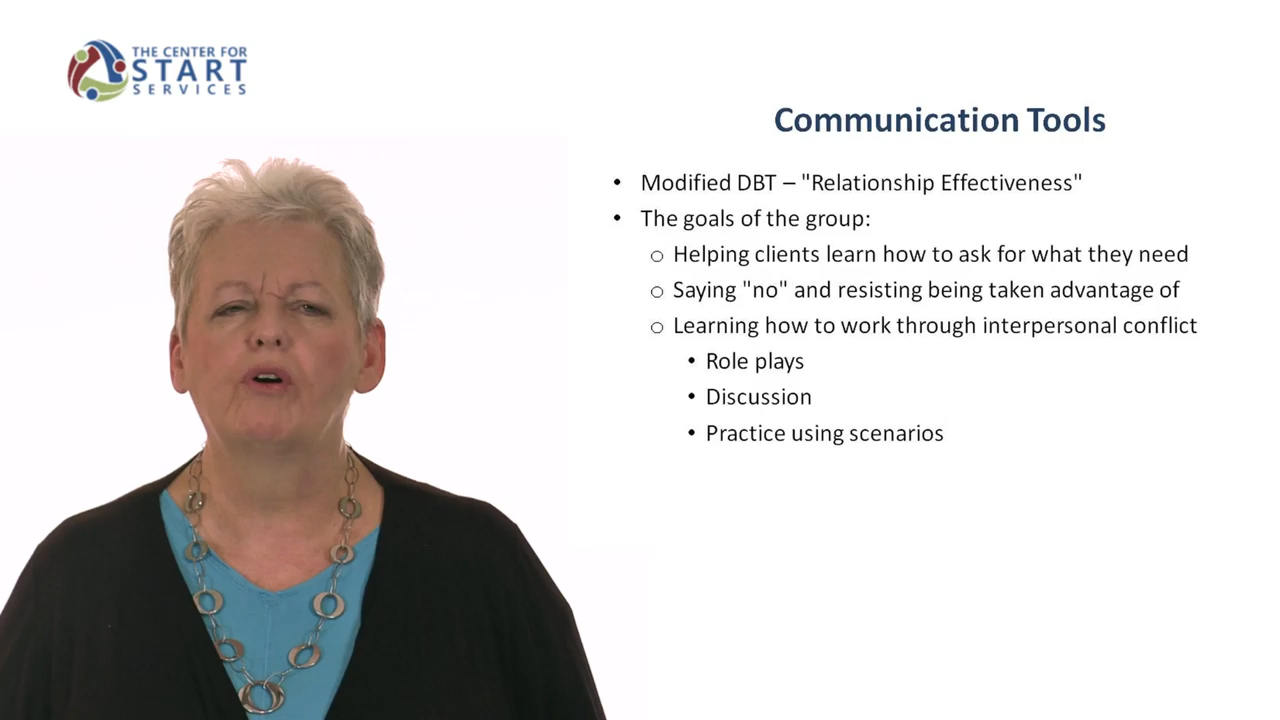 THE CENTER FOR
START
SERVICES
Communication Tools
• Modified DBT – "Relationship Effectiveness"
• The goals of the group:
o Helping clients learn how to ask for what they need
o Saying "no" and resisting being taken advantage of
o Learning how to work through interpersonal conflict
• Role plays
• Discussion
• Practice using scenarios